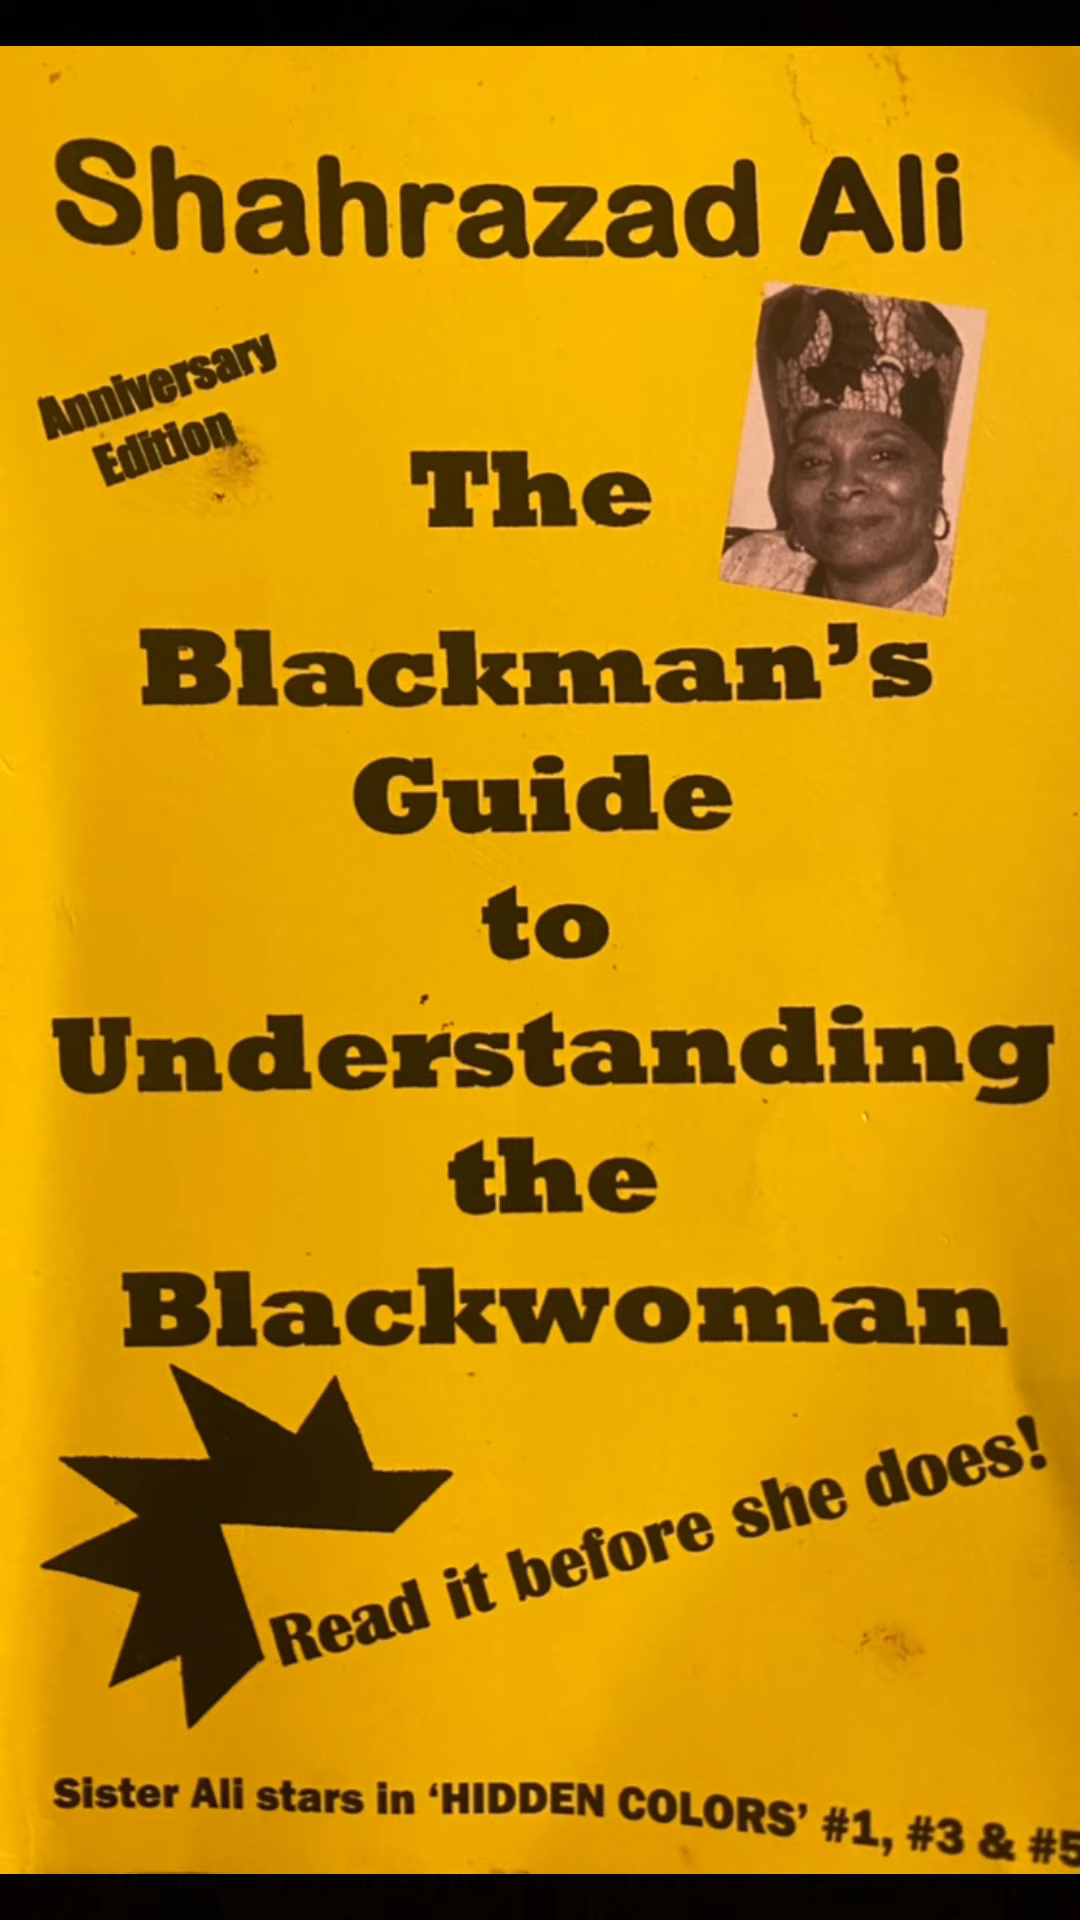 Shahrazad Ali
Anniversary
Edition
The
Blackman's
Guide
to
Understanding
the
Blackwoman
Read it before she does!
Sister Ali stars in ‘HIDDEN COLORS’ #1, #3 & #5